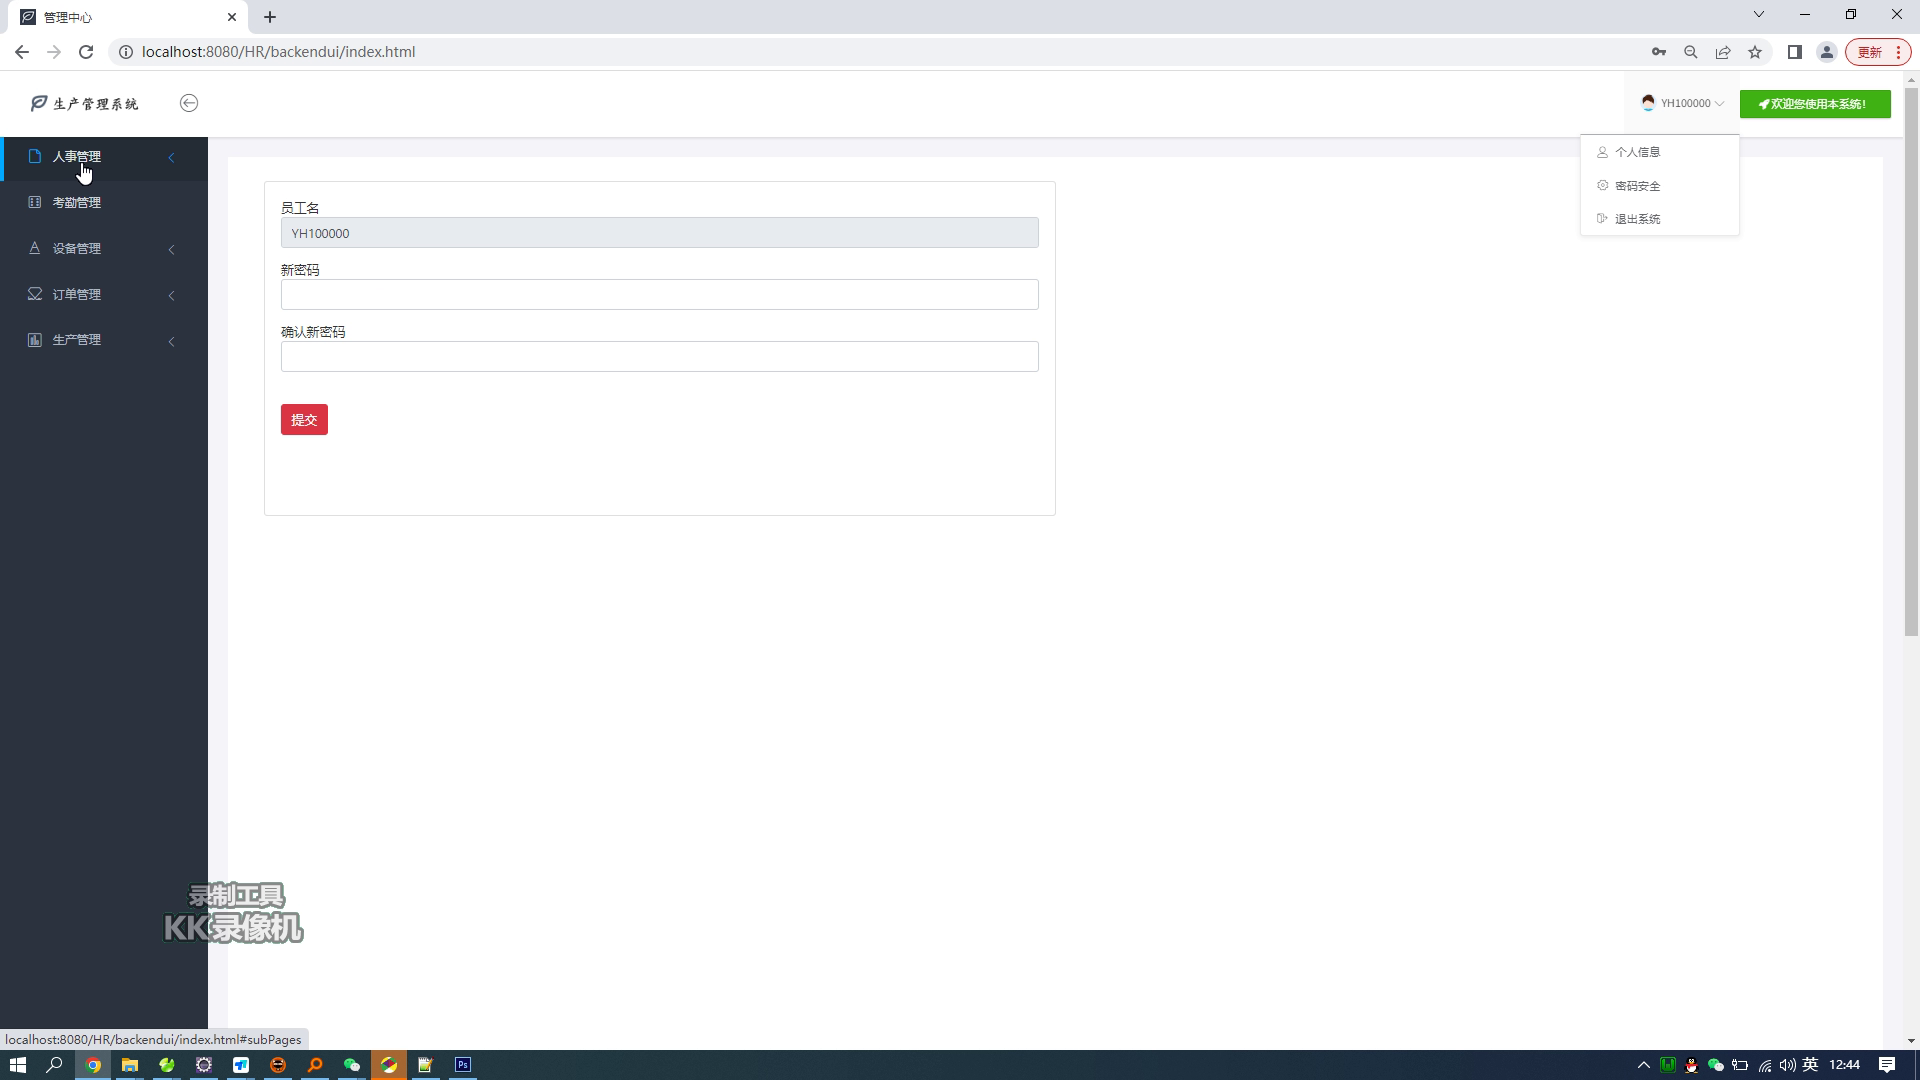 管理中心
localhost:8080/HR/backendui/index.html
更新
生产管理系统
YH100000
欢迎您使用本系统!
个人信息
密码安全
退出系统
人事管理
考勤管理
设备管理
订单管理
生产管理
员工名
YH100000
新密码
确认新密码
提交
录制工具
KK录像机
localhost:8080/HR/backendui/index.html#subPages
Ps
英
12:44